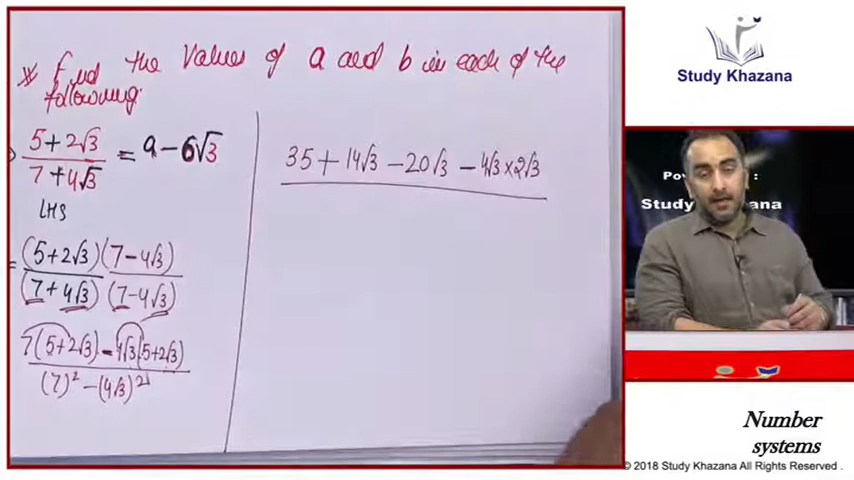 * Find the values of a and b in each of the
following:
5+2√3 / 7+4√3 = a - 6√3
LHS
= (5+2√3)(7-4√3) / (7+4√3)(7-4√3)
7(5+2√3) - 4√3(5+2√3) / (7)² - (4√3)²
35 + 14√3 - 20√3 - 4√3×2√3
Study Khazana
Po :
Study na
Number
systems
© 2018 Study Khazana All Rights Reserved .